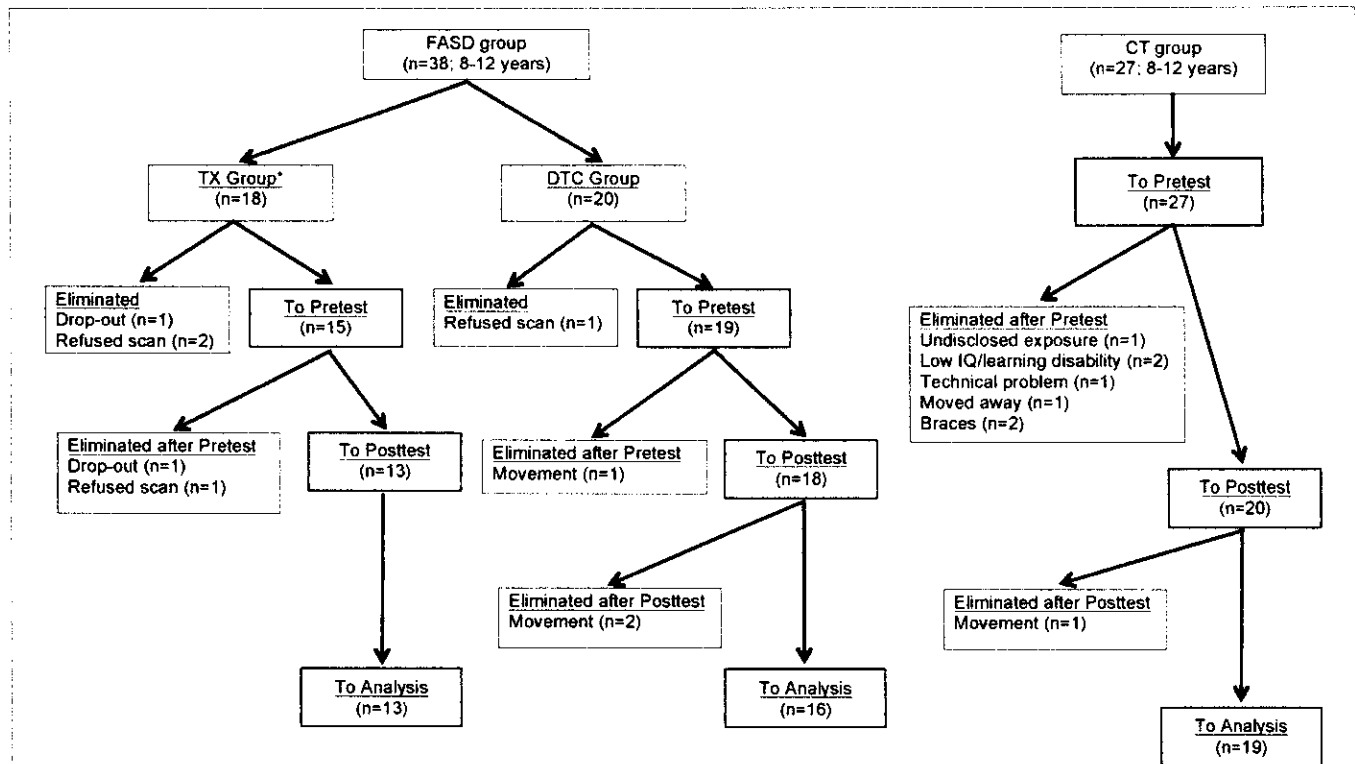 FASD group
(n=38; 8-12 years)
CT group
(n=27; 8-12 years)
TX Group*
(n=18)
DTC Group
(n=20)
To Pretest
(n=27)
Eliminated
Drop-out (n=1)
Refused scan (n=2)
To Pretest
(n=15)
Eliminated
Refused scan (n=1)
To Pretest
(n=19)
Eliminated after Pretest
Undisclosed exposure (n=1)
Low IQ/learning disability (n=2)
Technical problem (n=1)
Moved away (n=1)
Braces (n=2)
Eliminated after Pretest
Drop-out (n=1)
Refused scan (n=1)
To Posttest
(n=13)
Eliminated after Pretest
Movement (n=1)
To Posttest
(n=18)
To Posttest
(n=20)
Eliminated after Posttest
Movement (n=2)
Eliminated after Posttest
Movement (n=1)
To Analysis
(n=13)
To Analysis
(n=16)
To Analysis
(n=19)